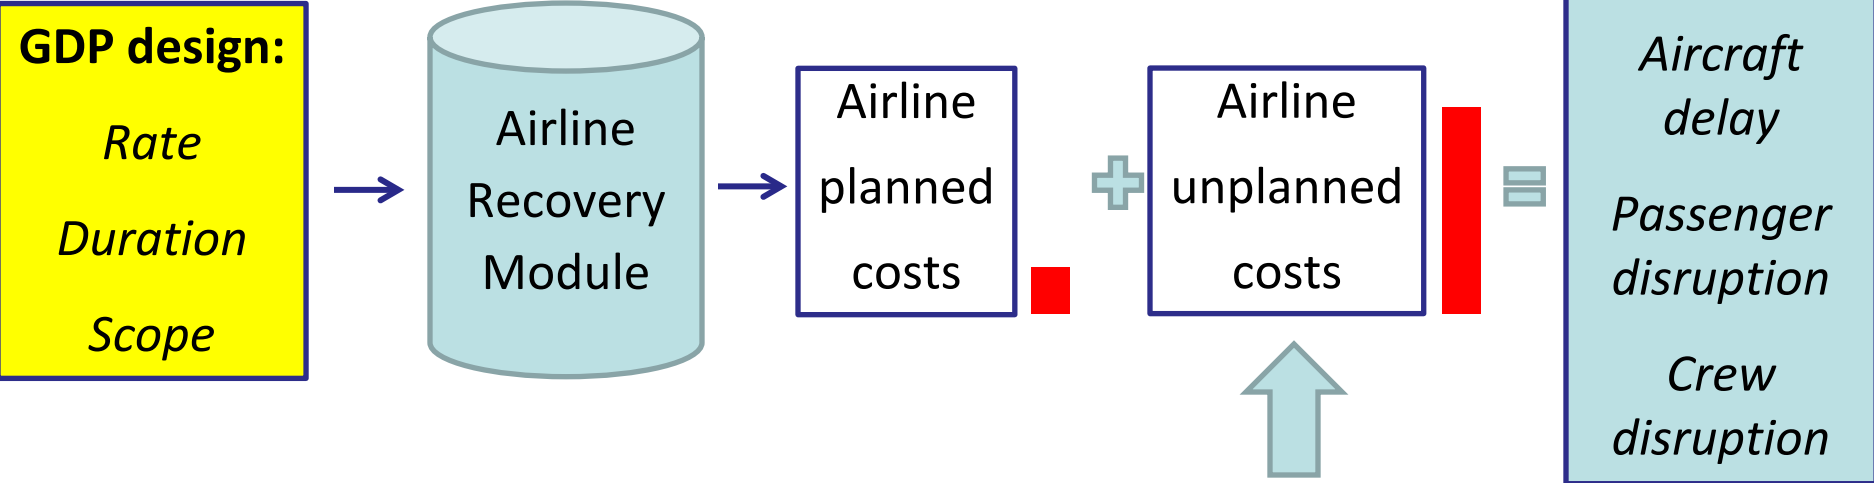 GDP design:
Rate
Duration
Scope
Airline
Recovery
Module
Airline
planned
costs
Airline
unplanned
costs
Aircraft
delay
Passenger
disruption
Crew
disruption